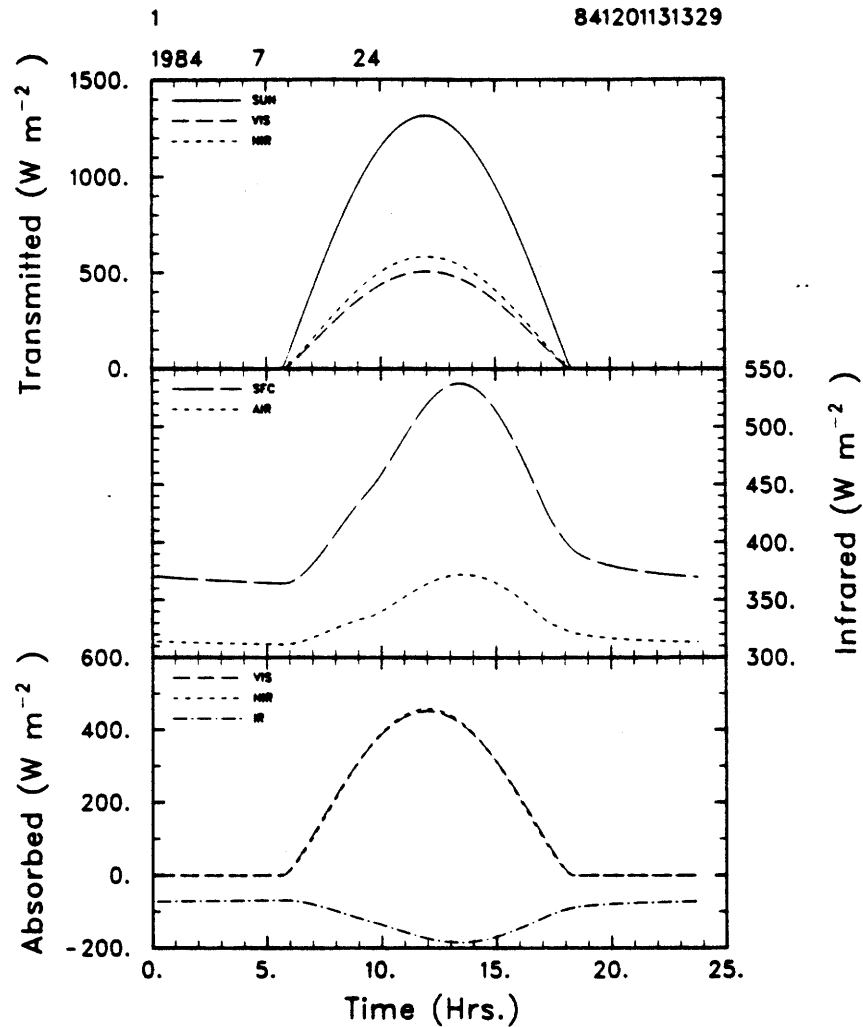 1 841201131329
1984 7 24
Transmitted (W m⁻²)
1500.
1000.
500.
0.
SUN
VIS
NIR
Infrared (W m⁻²)
550.
500.
450.
400.
350.
300.
SFC
AIR
Absorbed (W m⁻²)
600.
400.
200.
0.
-200.
VIS
NIR
IR
0. 5. 10. 15. 20. 25.
Time (Hrs.)